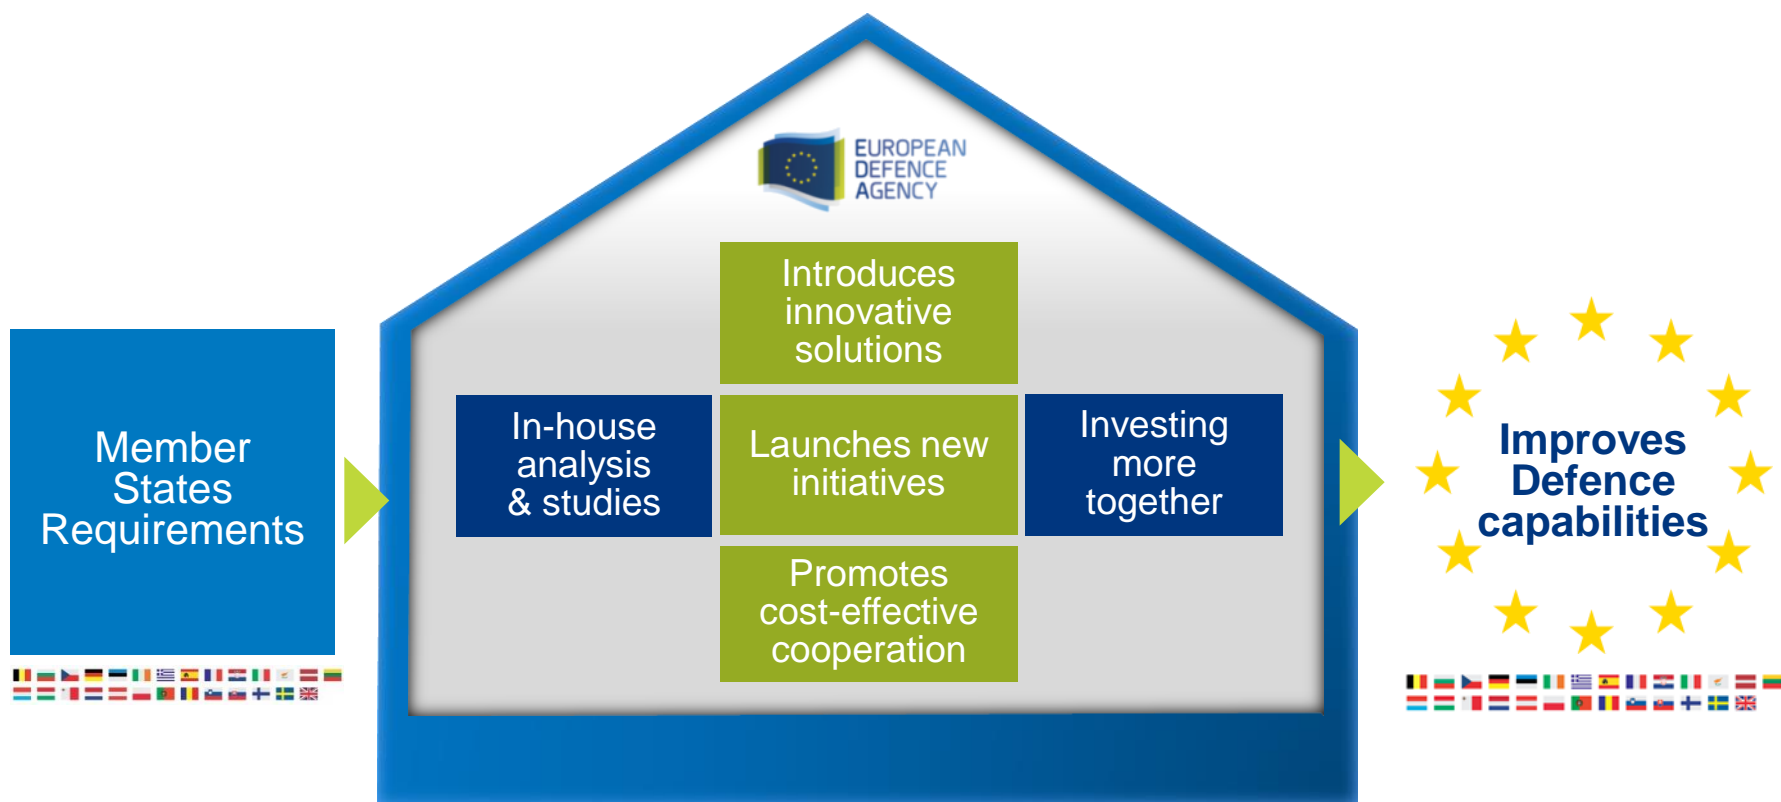 EUROPEAN
DEFENCE
AGENCY
Introduces
innovative
solutions
Member
States
Requirements
In-house
analysis
& studies
Launches new
initiatives
Investing
more
together
Promotes
cost-effective
cooperation
Improves
Defence
capabilities